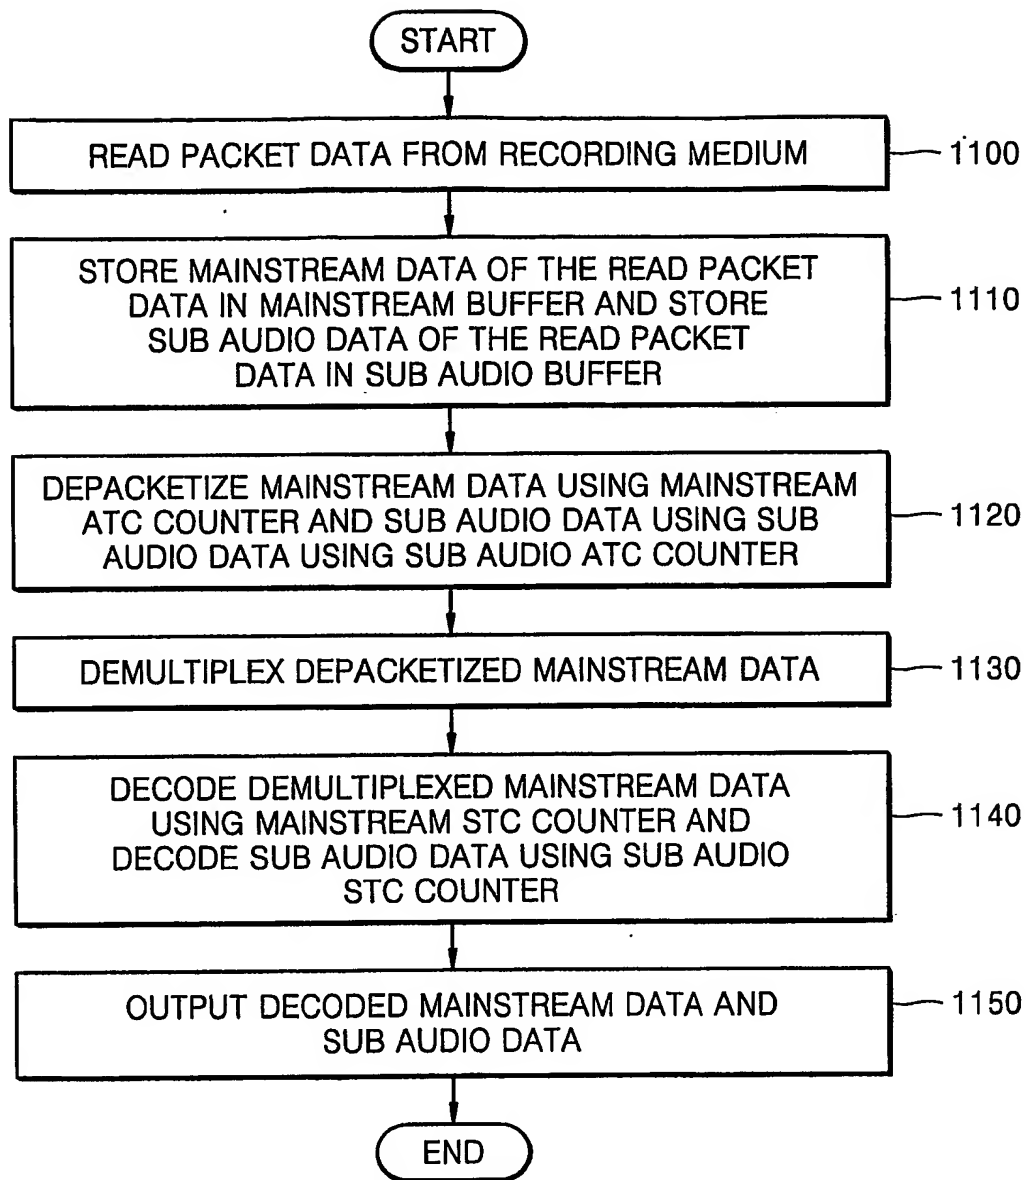 START
READ PACKET DATA FROM RECORDING MEDIUM
1100
STORE MAINSTREAM DATA OF THE READ PACKET
DATA IN MAINSTREAM BUFFER AND STORE
SUB AUDIO DATA OF THE READ PACKET
DATA IN SUB AUDIO BUFFER
1110
DEPACKETIZE MAINSTREAM DATA USING MAINSTREAM
ATC COUNTER AND SUB AUDIO DATA USING SUB
AUDIO DATA USING SUB AUDIO ATC COUNTER
1120
DEMULTIPLEX DEPACKETIZED MAINSTREAM DATA
1130
DECODE DEMULTIPLEXED MAINSTREAM DATA
USING MAINSTREAM STC COUNTER AND
DECODE SUB AUDIO DATA USING SUB AUDIO
STC COUNTER
1140
OUTPUT DECODED MAINSTREAM DATA AND
SUB AUDIO DATA
1150
END